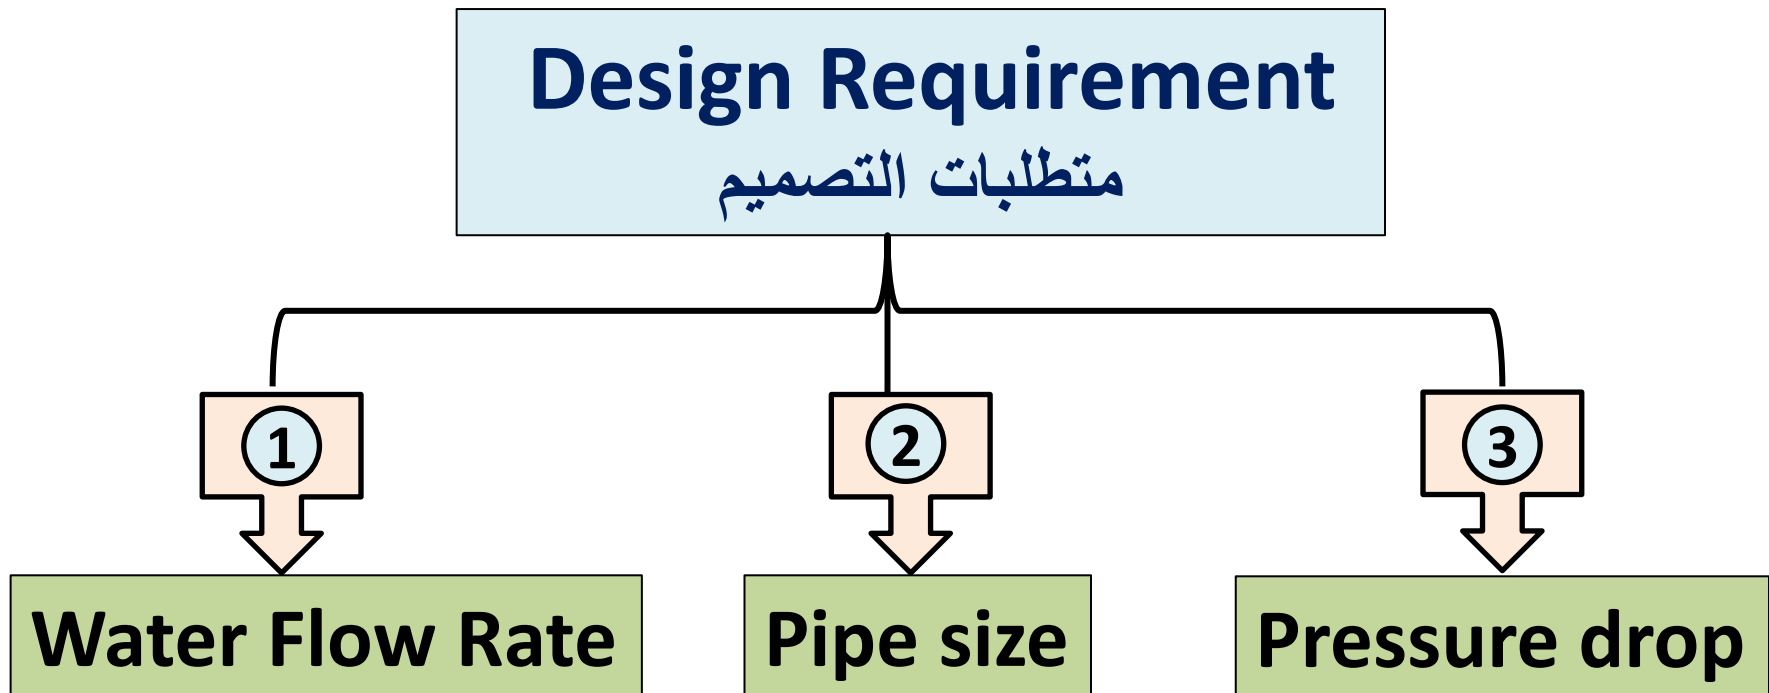 Design Requirement
متطلبات التصميم
1
2
3
Water Flow Rate
Pipe size
Pressure drop